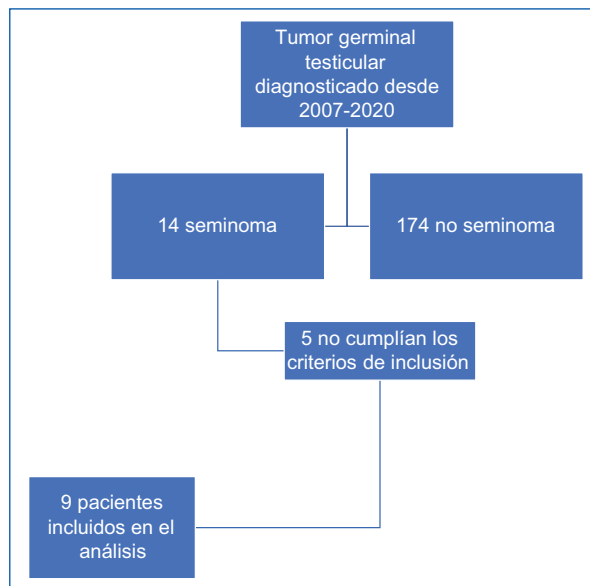 Tumor germinal
testicular
diagnosticado desde
2007-2020
14 seminoma
174 no seminoma
5 no cumplían los
criterios de inclusión
9 pacientes
incluidos en el
análisis